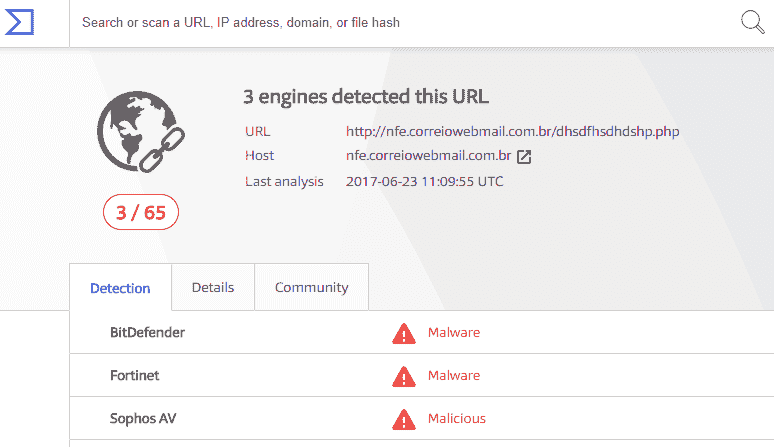 Search or scan a URL, IP address, domain, or file hash
3 engines detected this URL
URL http://nfe.correiowebmail.com.br/dhsdfhsdhdshp.php
Host nfe.correiowebmail.com.br
Last analysis 2017-06-23 11:09:55 UTC
3 / 65
Detection Details Community
BitDefender Malware
Fortinet Malware
Sophos AV Malicious